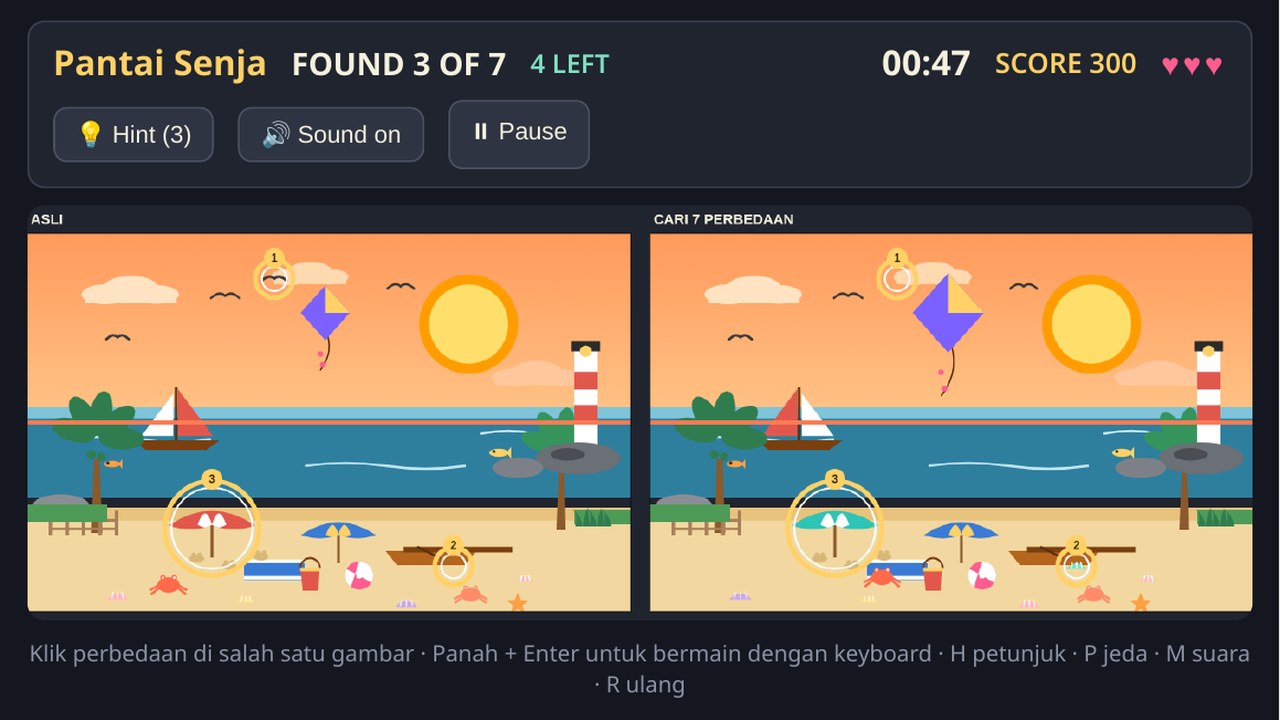 Pantai Senja FOUND 3 OF 7 4 LEFT 00:47 SCORE 300 ♥♥♥
💡 Hint (3) 🔊 Sound on ⏸ Pause
ASLI CARI 7 PERBEDAAN
1 1
3 3
2 2
Klik perbedaan di salah satu gambar · Panah + Enter untuk bermain dengan keyboard · H petunjuk · P jeda · M suara
· R ulang